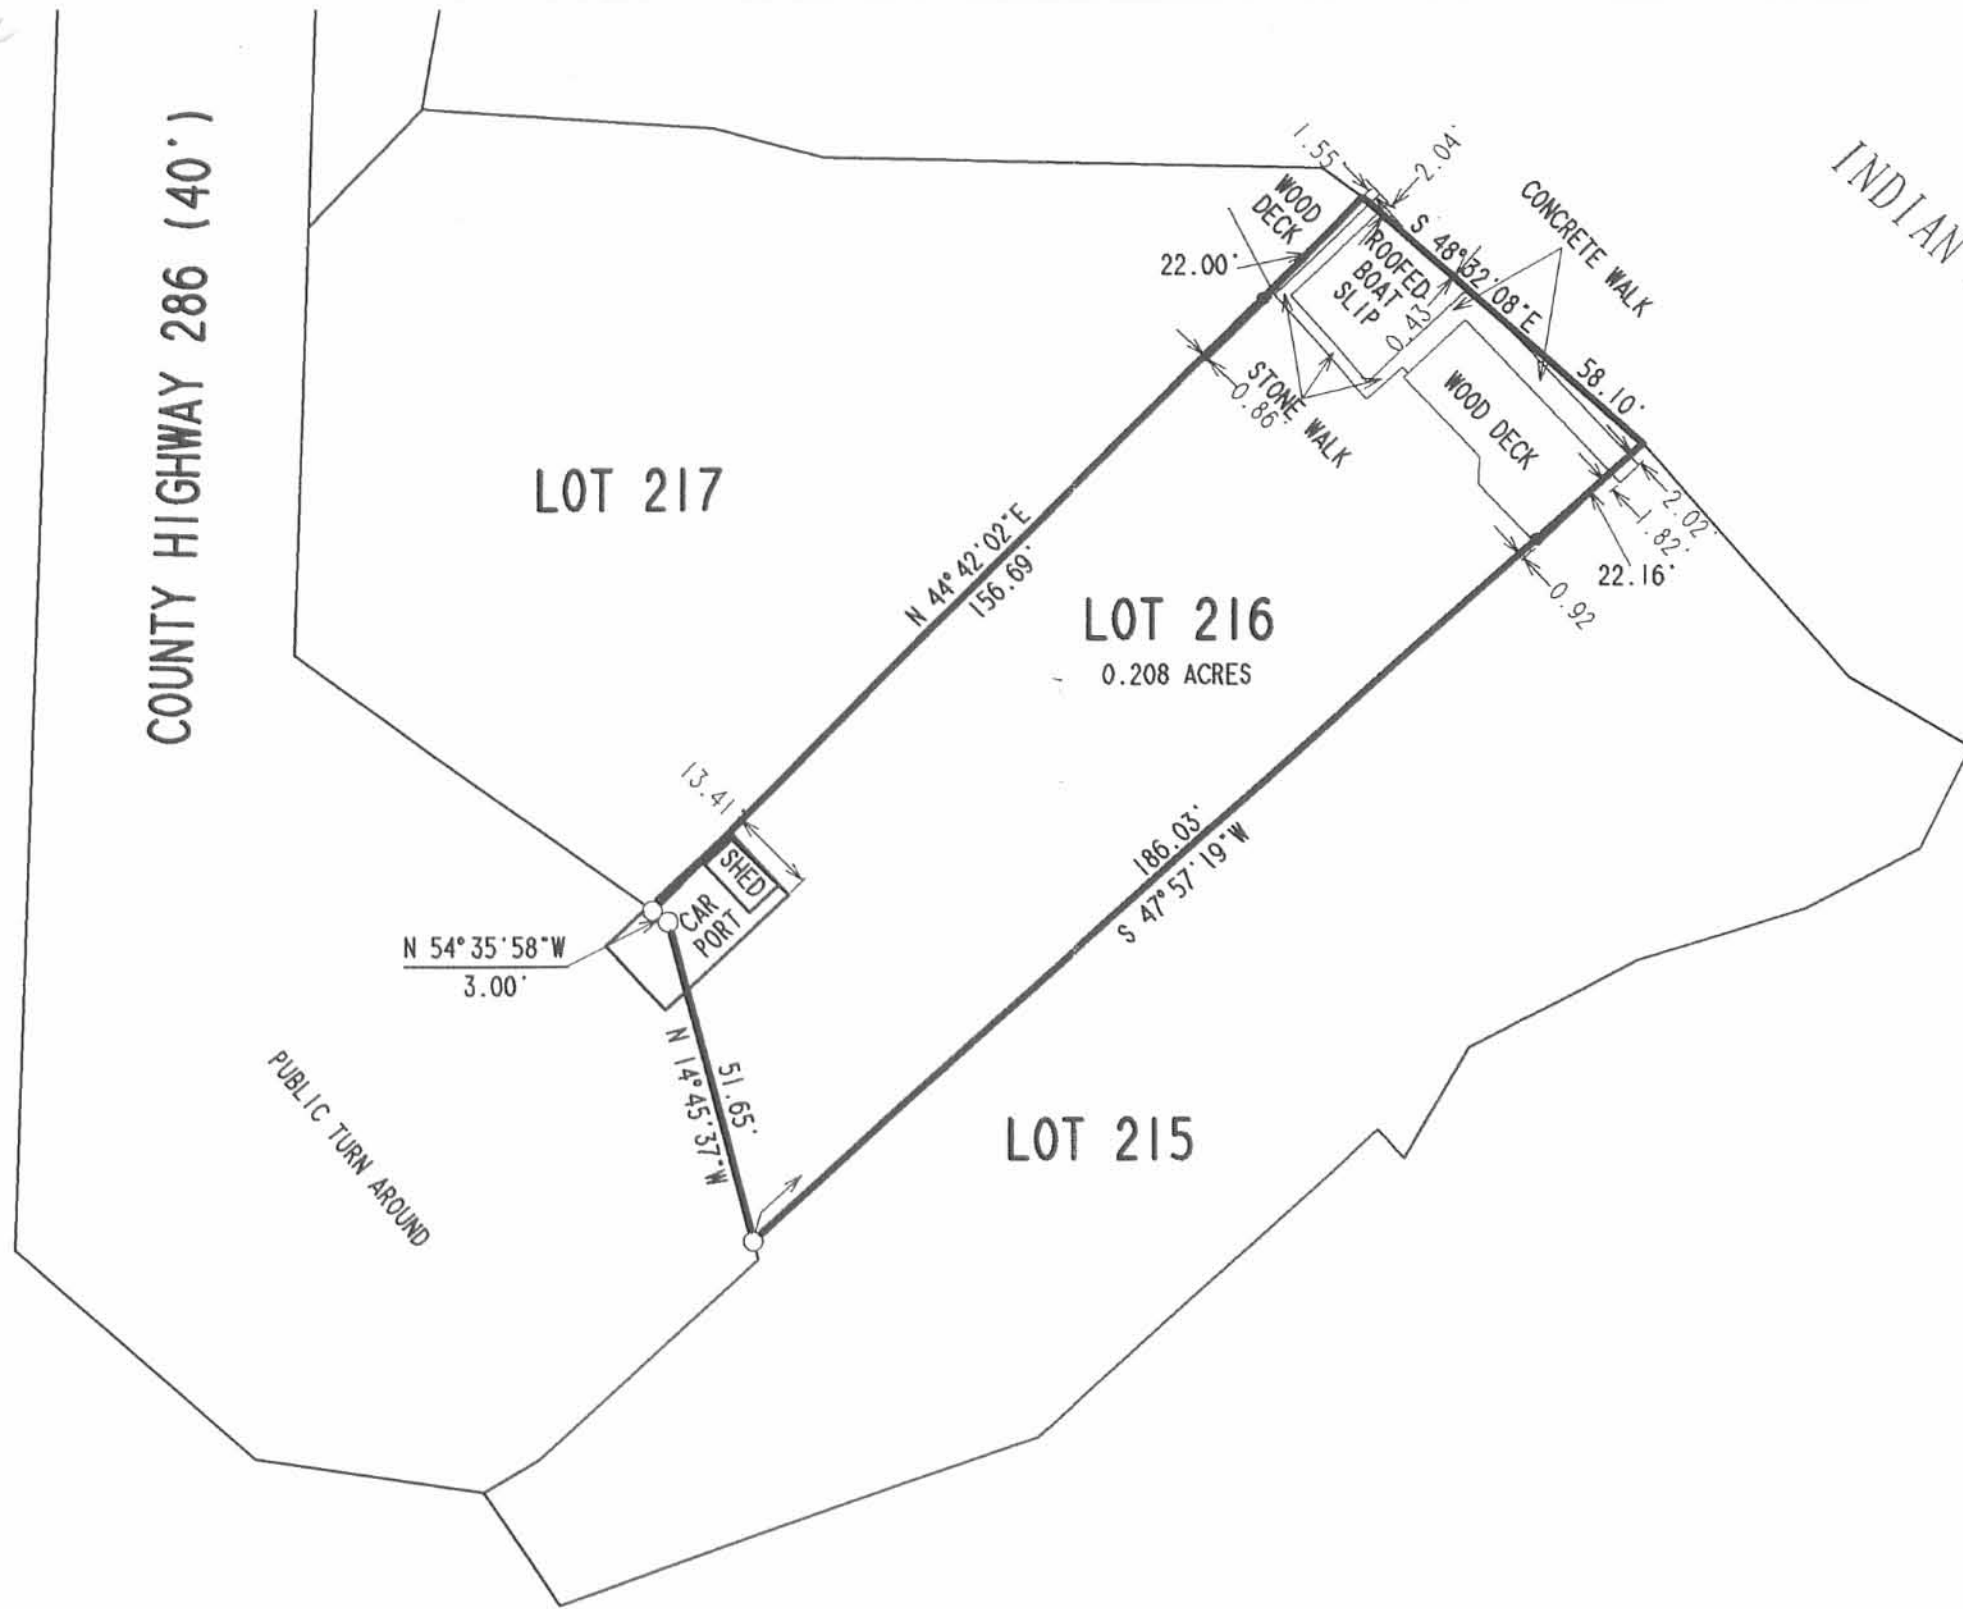 COUNTY HIGHWAY 286 (40')
INDIAN
1.55
2.04'
WOOD
DECK
CONCRETE WALK
22.00'
S 48°32'08"E
58.10'
ROOFED
BOAT
SLIP
0.43
STONE WALK
0.86'
WOOD DECK
2.02'
1.82'
22.16'
0.92
LOT 217
N 44°42'02"E
156.69'
LOT 216
0.208 ACRES
13.41'
SHED
CAR
PORT
186.03'
S 47°57'19"W
N 54°35'58"W
3.00'
N 14°45'37"W
51.65'
PUBLIC TURN AROUND
LOT 215